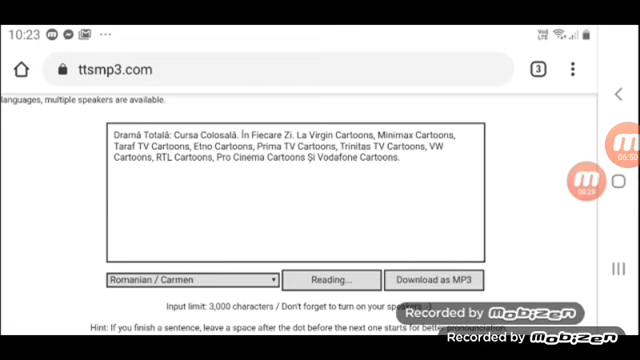 10:23
VoD
LTE
ttsmp3.com
3
languages, multiple speakers are available.
Dramă Totală: Cursa Colosală. În Fiecare Zi. La Virgin Cartoons, Minimax Cartoons,
Taraf TV Cartoons, Etno Cartoons, Prima TV Cartoons, Trinitas TV Cartoons, VW
Cartoons, RTL Cartoons, Pro Cinema Cartoons Și Vodafone Cartoons.
06:50
08:29
Romanian / Carmen
Reading...
Download as MP3
Input limit: 3,000 characters / Don't forget to turn on your speakers :-)
Recorded by mobizen
Hint: If you finish a sentence, leave a space after the dot before the next one starts for better pronounciation.
Recorded by mobizen